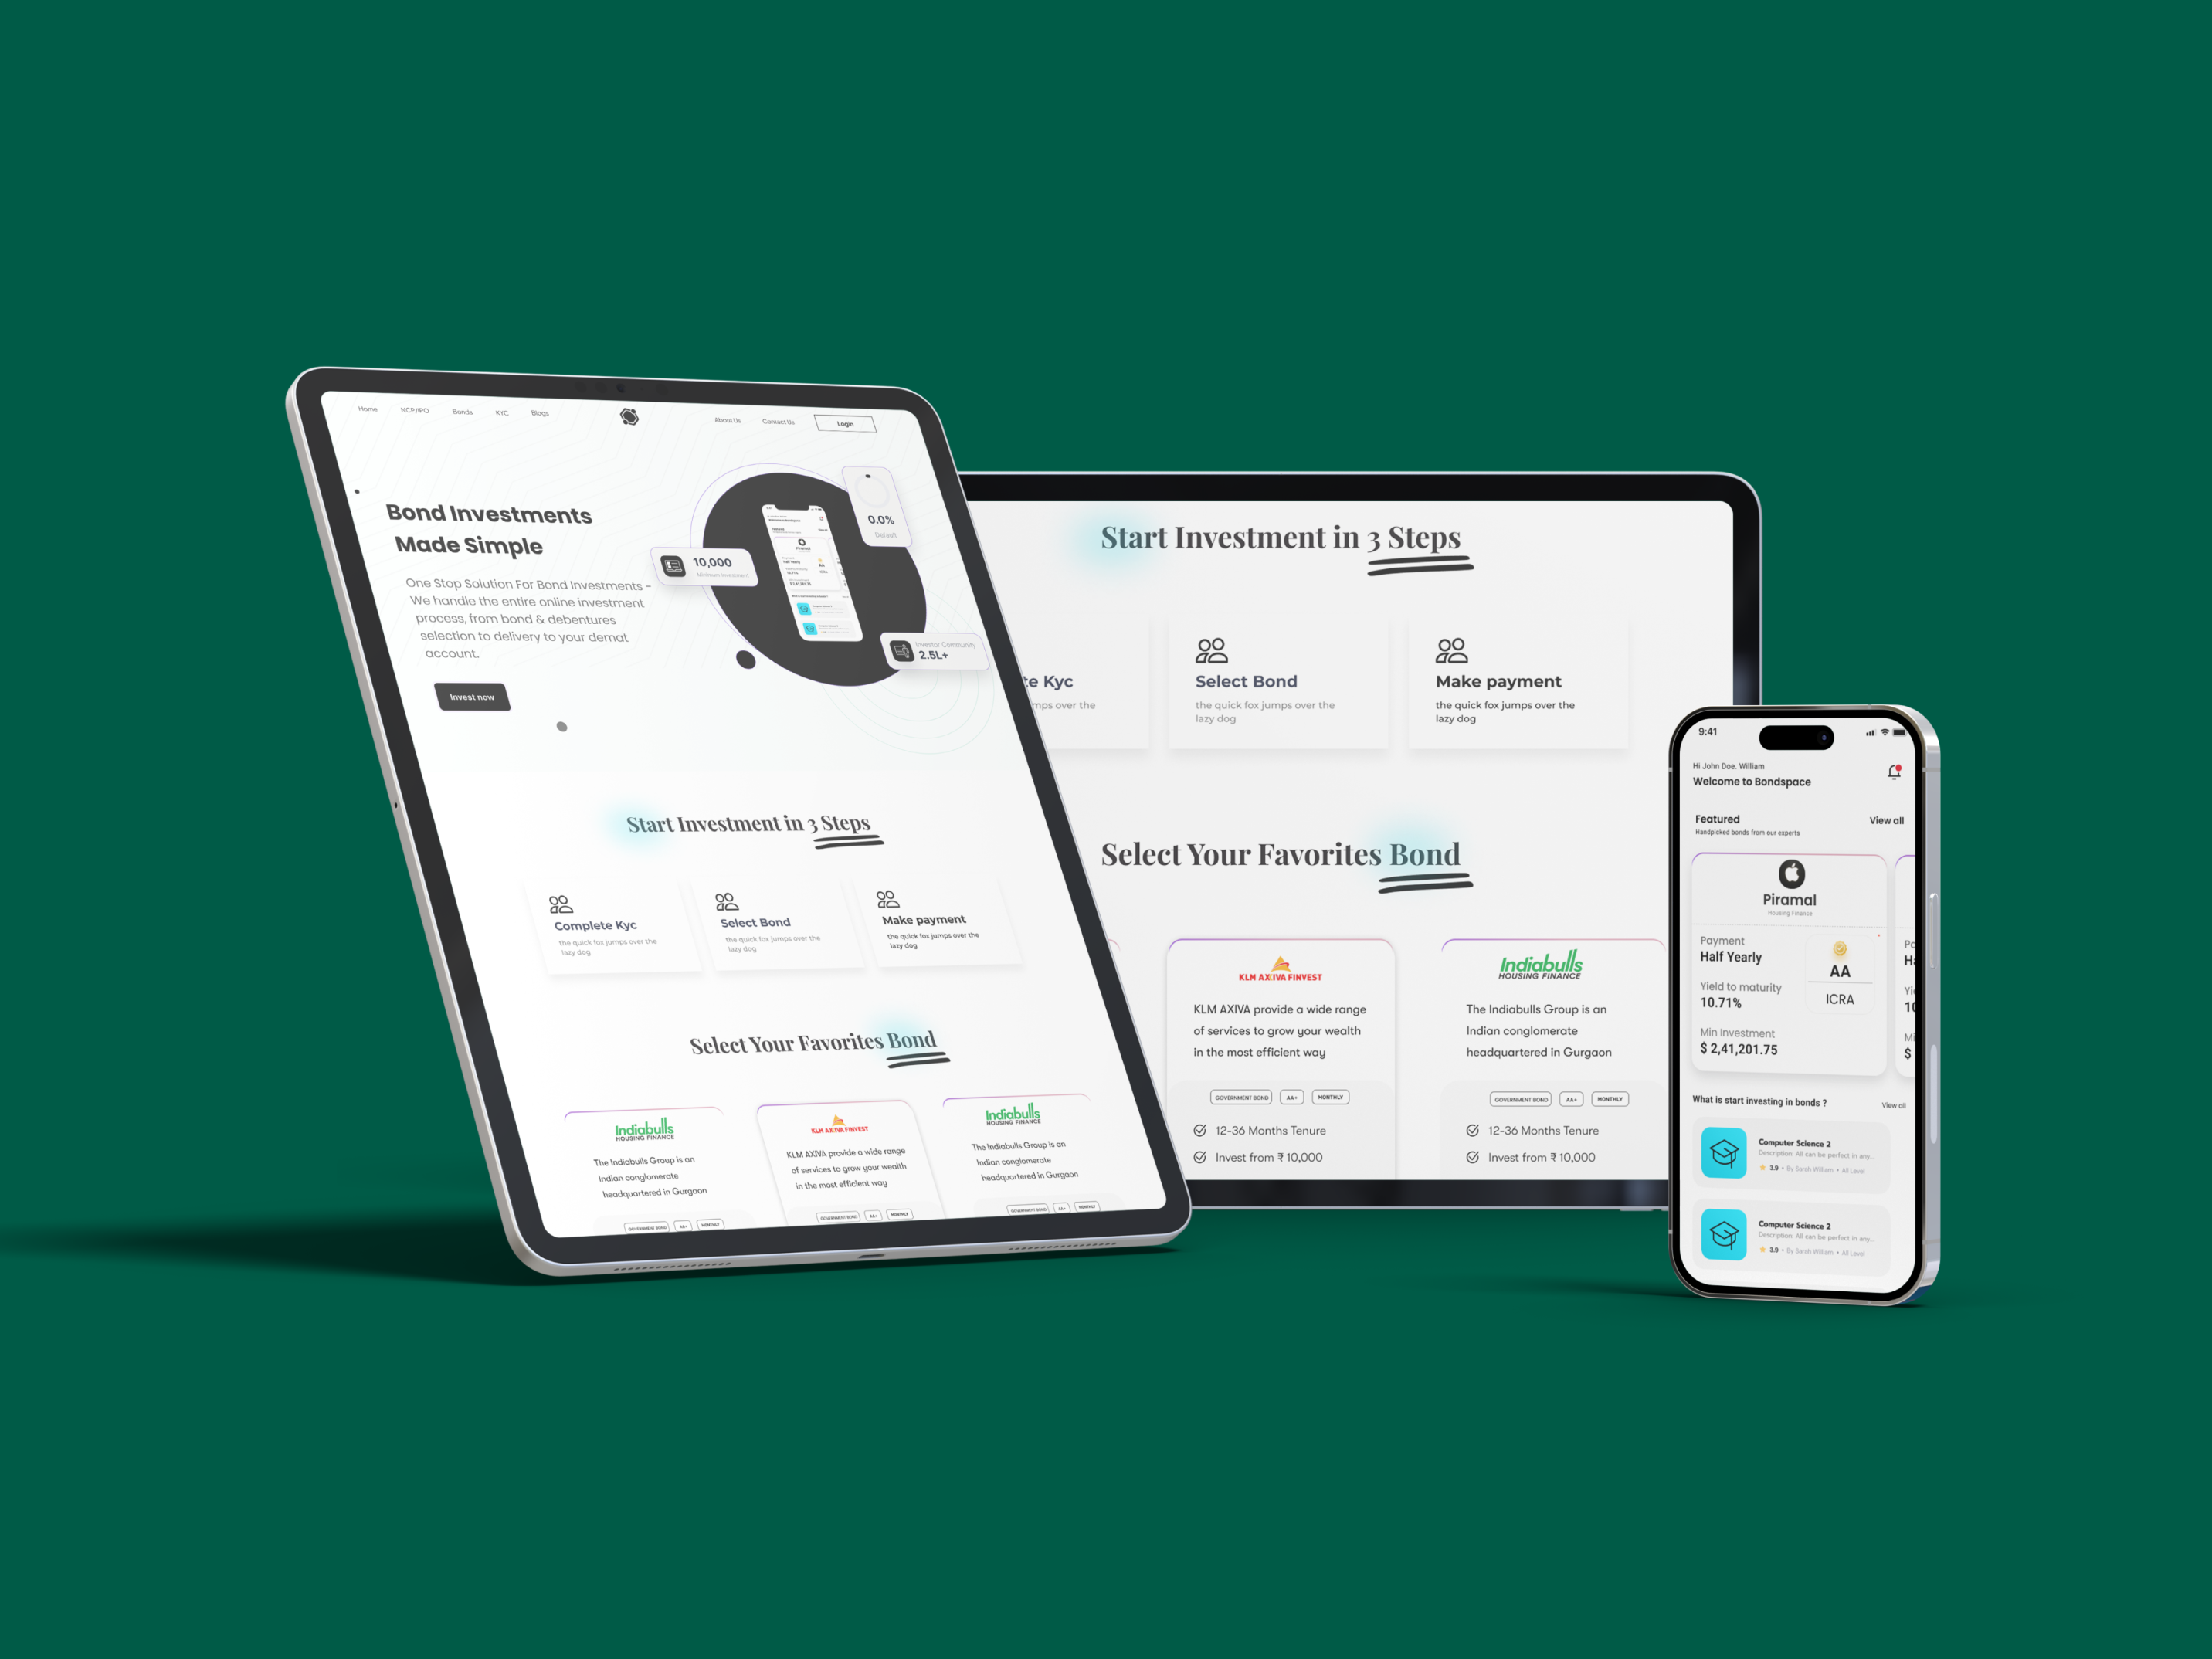 Home NCP/IPO Bonds KYC Blogs About Us Contact Us Login
Bond Investments
Made Simple
One Stop Solution For Bond Investments -
We handle the entire online investment
process, from bond & debentures
selection to delivery to your demat
account.
Invest now
10,000
Minimum Investment
0.0%
Default
Investor Community
2.5L+
Piramal
Half Yearly
AA
Start Investment in 3 Steps
Complete Kyc
the quick fox jumps over the
lazy dog
Select Bond
the quick fox jumps over the
lazy dog
Make payment
the quick fox jumps over the
lazy dog
Select Your Favorites Bond
Indiabulls
HOUSING FINANCE
The Indiabulls Group is an
Indian conglomerate
headquartered in Gurgaon
GOVERNMENT BOND AA+ MONTHLY
KLM AXIVA FINVEST
KLM AXIVA provide a wide range
of services to grow your wealth
in the most efficient way
GOVERNMENT BOND AA+ MONTHLY
Indiabulls
HOUSING FINANCE
The Indiabulls Group is an
Indian conglomerate
headquartered in Gurgaon
GOVERNMENT BOND AA+ MONTHLY
Start Investment in 3 Steps
te Kyc
mps over the
Select Bond
the quick fox jumps over the
lazy dog
Make payment
the quick fox jumps over the
lazy dog
Select Your Favorites Bond
KLM AXIVA FINVEST
KLM AXIVA provide a wide range
of services to grow your wealth
in the most efficient way
GOVERNMENT BOND AA+ MONTHLY
12-36 Months Tenure
Invest from ₹ 10,000
Indiabulls
HOUSING FINANCE
The Indiabulls Group is an
Indian conglomerate
headquartered in Gurgaon
GOVERNMENT BOND AA+ MONTHLY
12-36 Months Tenure
Invest from ₹ 10,000
9:41
Hi John Doe. William
Welcome to Bondspace
Featured View all
Handpicked bonds from our experts
Piramal
Housing Finance
Payment
Half Yearly
AA
ICRA
Yield to maturity
10.71%
Min Investment
$ 2,41,201.75
What is start investing in bonds ? View all
Computer Science 2
Description: All can be perfect in any...
3.9 • By Sarah William • All Level
Computer Science 2
Description: All can be perfect in any...
3.9 • By Sarah William • All Level